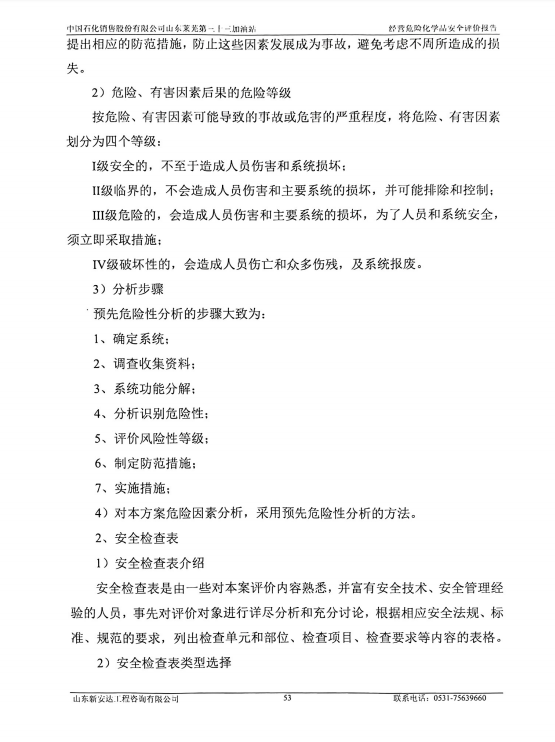 中国石化销售股份有限公司山东莱芜第三十三加油站 经营危险化学品安全评价报告
提出相应的防范措施，防止这些因素发展成为事故，避免考虑不周所造成的损
失。
2）危险、有害因素后果的危险等级
按危险、有害因素可能导致的事故或危害的严重程度，将危险、有害因素
划分为四个等级：
I级安全的，不至于造成人员伤害和系统损坏；
II级临界的，不会造成人员伤害和主要系统的损坏，并可能排除和控制；
III级危险的，会造成人员伤害和主要系统的损坏，为了人员和系统安全，
须立即采取措施；
IV级破坏性的，会造成人员伤亡和众多伤残，及系统报废。
3）分析步骤
预先危险性分析的步骤大致为：
1、确定系统；
2、调查收集资料；
3、系统功能分解；
4、分析识别危险性；
5、评价风险性等级；
6、制定防范措施；
7、实施措施；
4）对本方案危险因素分析，采用预先危险性分析的方法。
2、安全检查表
1）安全检查表介绍
安全检查表是由一些对本案评价内容熟悉，并富有安全技术、安全管理经
验的人员，事先对评价对象进行详尽分析和充分讨论，根据相应安全法规、标
准、规范的要求，列出检查单元和部位、检查项目、检查要求等内容的表格。
2）安全检查表类型选择
山东新安达工程咨询有限公司 53 联系电话：0531-75639660